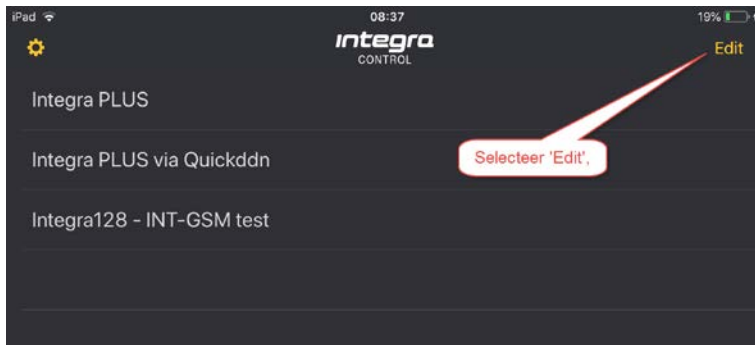 iPad 08:37 19%
integra
CONTROL
Edit
Integra PLUS
Selecteer 'Edit',
Integra PLUS via Quickddn
Integra128 - INT-GSM test